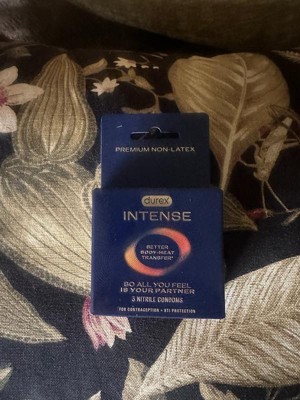 PREMIUM NON-LATEX
durex
INTENSE
BETTER
BODY-HEAT
TRANSFER*
SO ALL YOU FEEL
IS YOUR PARTNER
5 NITRILE CONDOMS
FOR CONTRACEPTION + STI PROTECTION